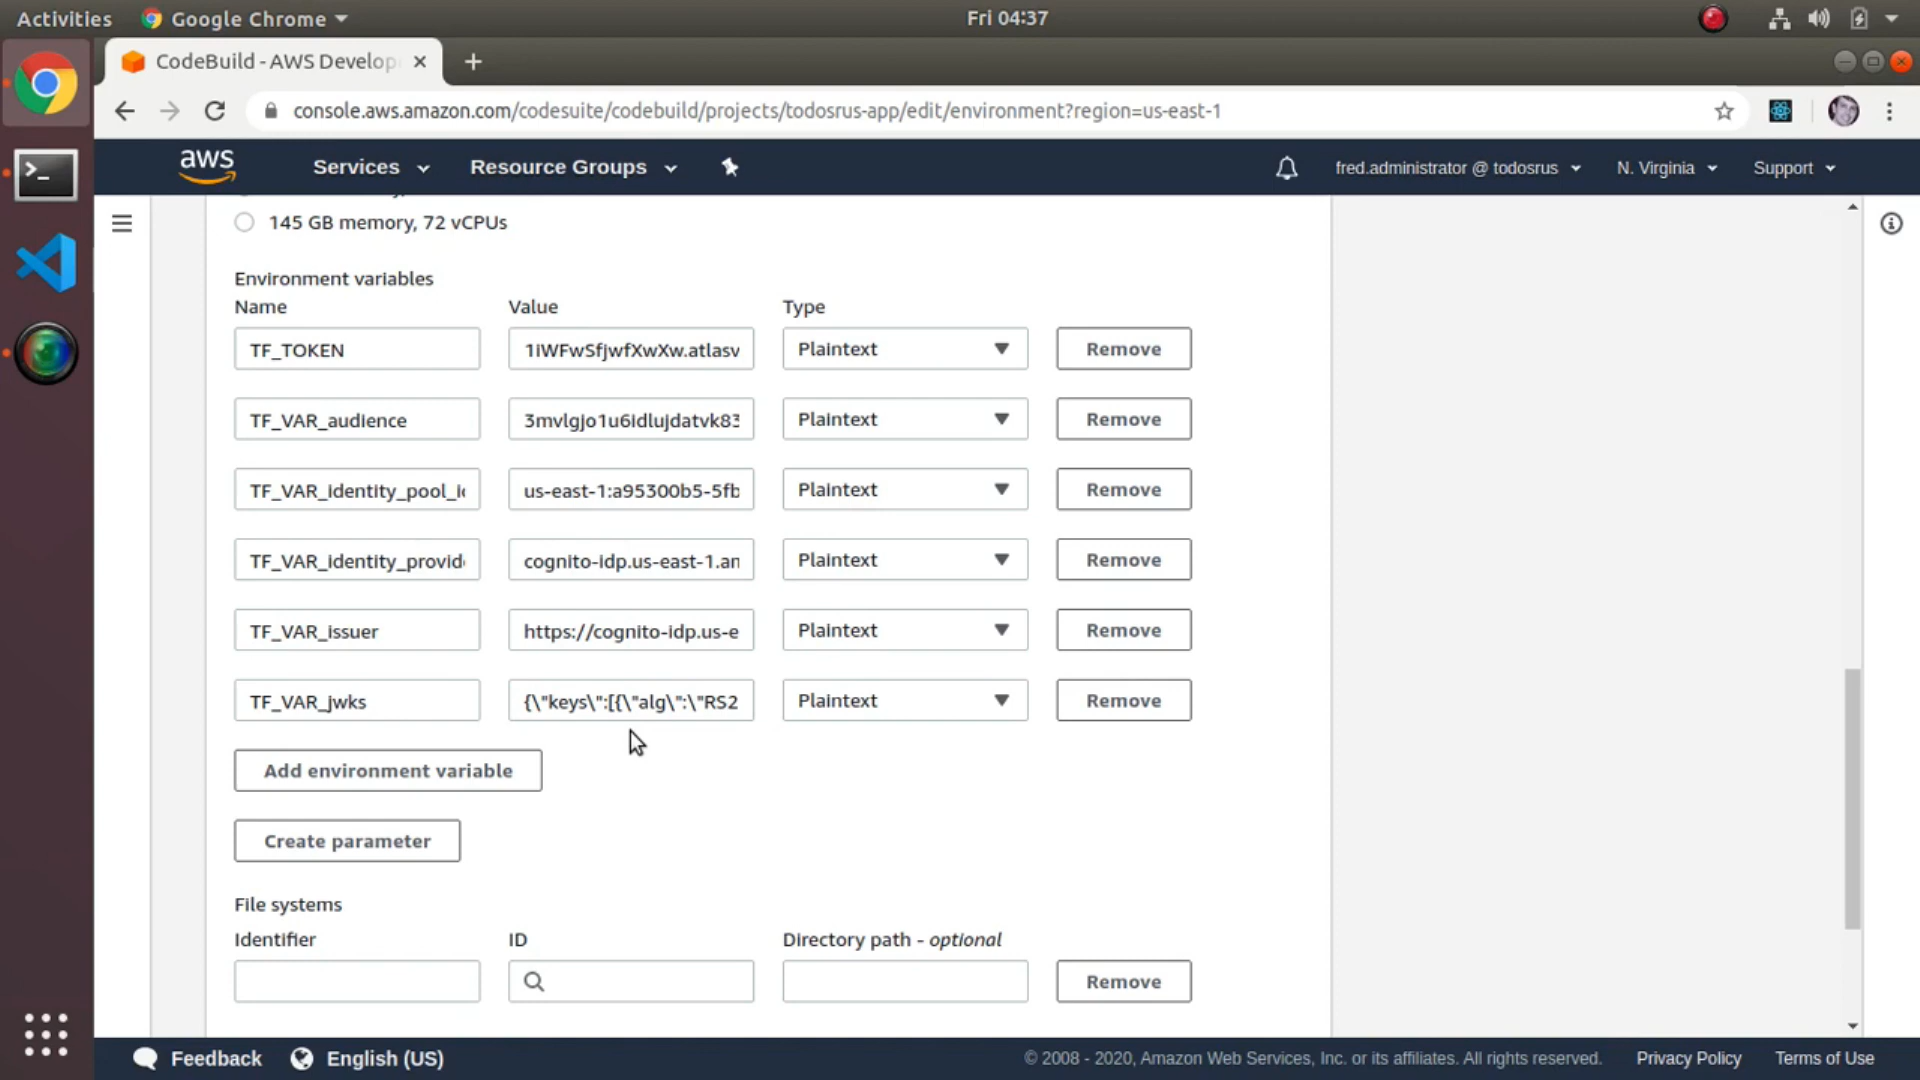 Activities
Google Chrome
Fri 04:37
CodeBuild - AWS Develop
console.aws.amazon.com/codesuite/codebuild/projects/todosrus-app/edit/environment?region=us-east-1
aws
Services
Resource Groups
fred.administrator @ todosrus
N. Virginia
Support
145 GB memory, 72 vCPUs
Environment variables
Name Value Type
TF_TOKEN 1iWFwSfjwfXwXw.atlasv Plaintext Remove
TF_VAR_audience 3mvlgjo1u6idlujdatvk83 Plaintext Remove
TF_VAR_identity_pool_i us-east-1:a95300b5-5fb Plaintext Remove
TF_VAR_identity_provid cognito-idp.us-east-1.an Plaintext Remove
TF_VAR_issuer https://cognito-idp.us-e Plaintext Remove
TF_VAR_jwks {\"keys\":[{\"alg\":\"RS2 Plaintext Remove
Add environment variable
Create parameter
File systems
Identifier ID Directory path - optional
Remove
Feedback
English (US)
© 2008 - 2020, Amazon Web Services, Inc. or its affiliates. All rights reserved.
Privacy Policy
Terms of Use